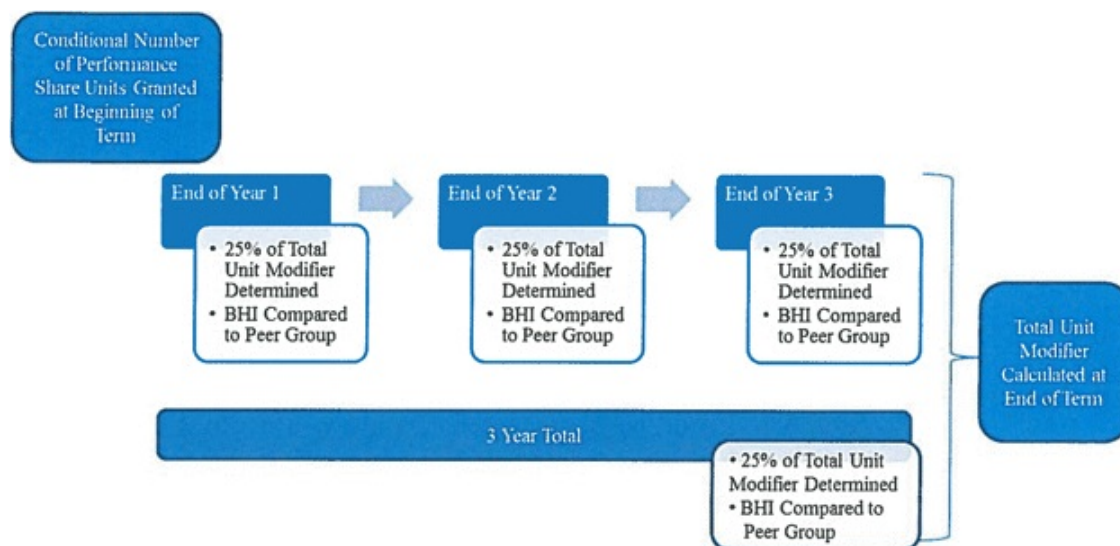 Conditional Number
of Performance
Share Units Granted
at Beginning of
Term
End of Year 1
• 25% of Total
Unit Modifier
Determined
• BHI Compared
to Peer Group
End of Year 2
• 25% of Total
Unit Modifier
Determined
• BHI Compared
to Peer Group
End of Year 3
• 25% of Total
Unit Modifier
Determined
• BHI Compared
to Peer Group
Total Unit
Modifier
Calculated at
End of Term
3 Year Total
• 25% of Total Unit
Modifier Determined
• BHI Compared to
Peer Group